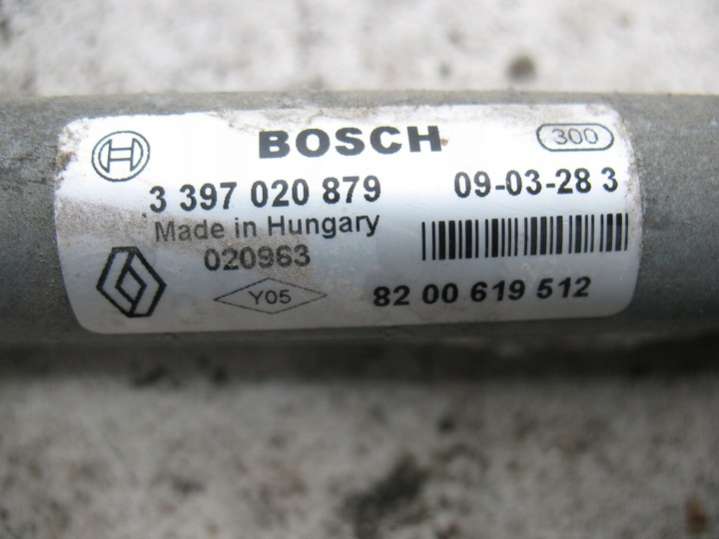 BOSCH 300
3 397 020 879 09-03-28 3
Made in Hungary
020963
Y05 82 00 619 512